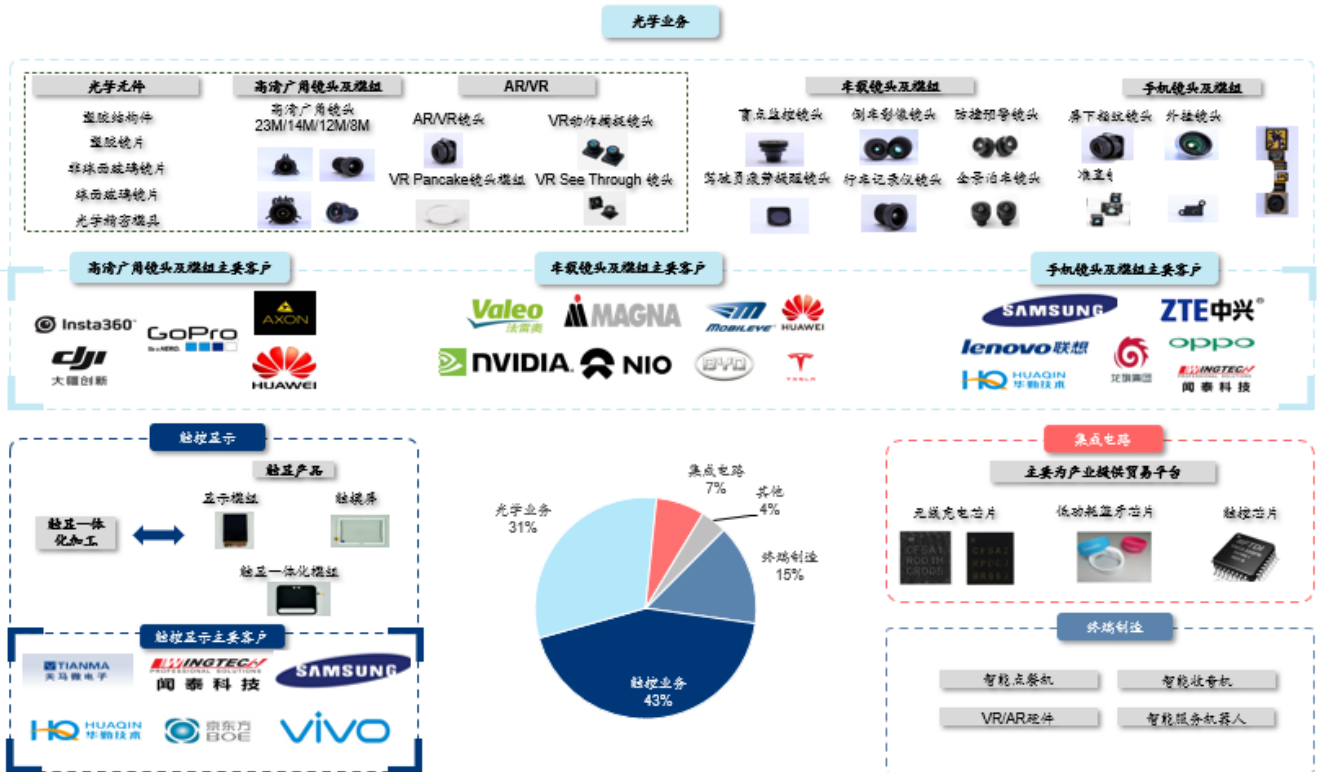 光学业务
光学元件
塑胶结构件
塑胶镜片
非球面玻璃镜片
球面玻璃镜片
光学精密模具
高清广角镜头及模组
高清广角镜头
23M/14M/12M/8M
AR/VR
AR/VR镜头
VR动作捕捉镜头
VR Pancake镜头模组
VR See Through 镜头
车载镜头及模组
盲点监控镜头
倒车影像镜头
防撞预警镜头
驾驶员疲劳提醒镜头
行车记录仪镜头
全景泊车镜头
手机镜头及模组
屏下指纹镜头
外挂镜头
准直
高清广角镜头及模组主要客户
Insta360
GoPro
Be a HERO.
AXON
dji
大疆创新
HUAWEI
车载镜头及模组主要客户
Valeo
法雷奥
MAGNA
MOBILEYE
HUAWEI
NVIDIA
NIO
BYD
TESLA
手机镜头及模组主要客户
SAMSUNG
ZTE中兴
lenovo联想
龙旗集团
oppo
HQ HUAQIN
华勤技术
WINGTECH
闻泰科技
触控显示
触显产品
显示模组
触摸屏
触显一体
化加工
触显一体化模组
触控显示主要客户
TIANMA
天马微电子
WINGTECH
PROFESSIONAL SOLUTIONS
闻泰科技
SAMSUNG
HQ HUAQIN
华勤技术
京东方
BOE
vivo
集成电路
7%
其他
4%
光学业务
31%
终端制造
15%
触控业务
43%
集成电路
主要为产业提供贸易平台
无线充电芯片
低功耗蓝牙芯片
触控芯片
FTDI
终端制造
智能点餐机
智能收音机
VR/AR硬件
智能服务机器人